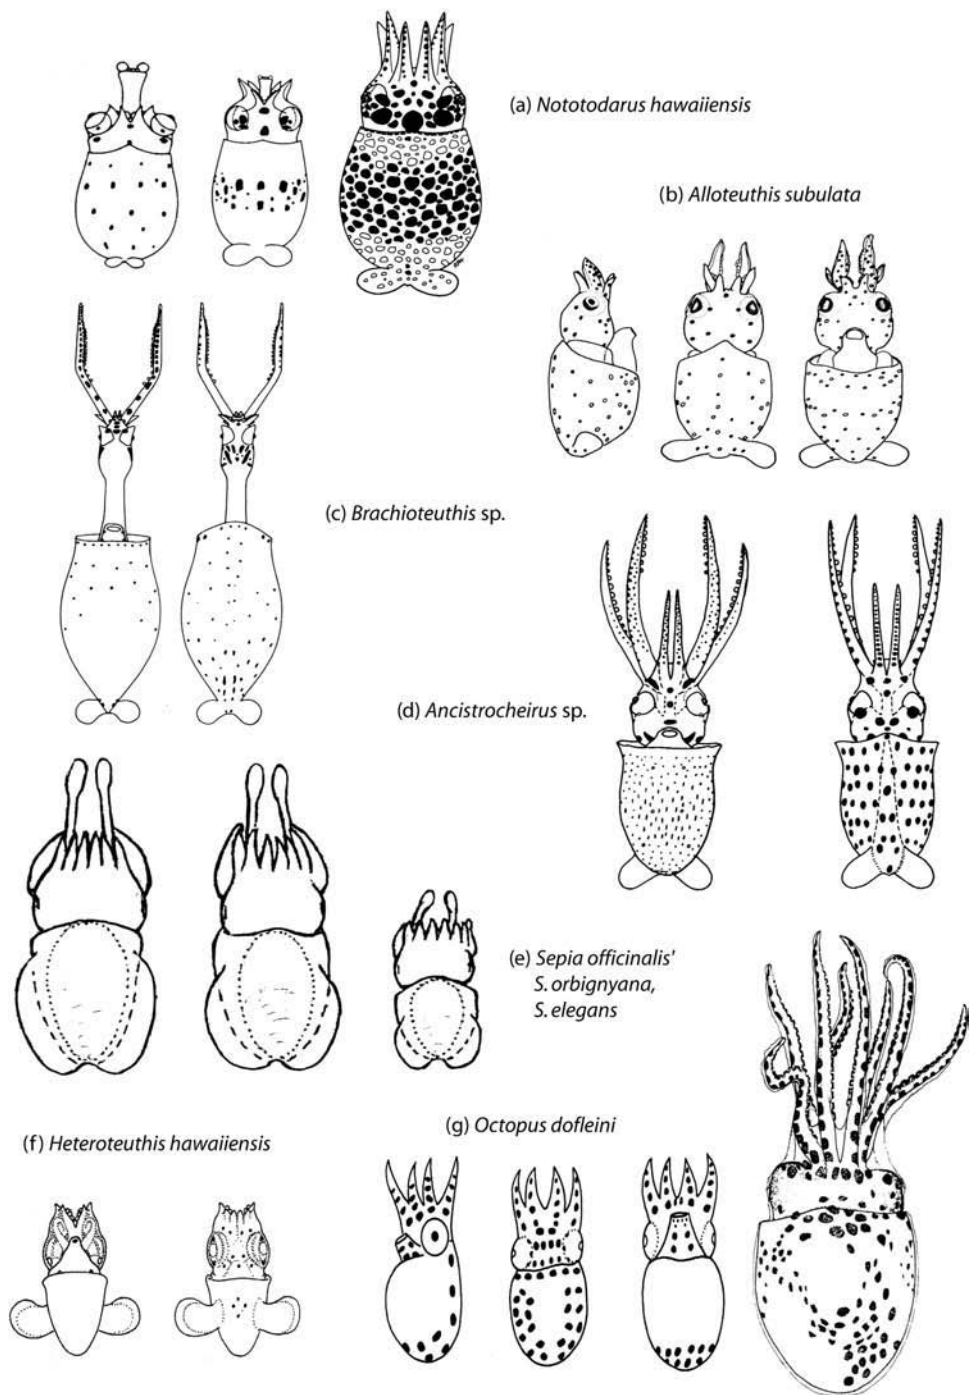 (a) Nototodarus hawaiiensis
(b) Alloteuthis subulata
(c) Brachioteuthis sp.
(d) Ancistrocheirus sp.
(e) Sepia officinalis'
S. orbignyana,
S. elegans
(f) Heteroteuthis hawaiiensis
(g) Octopus dofleini